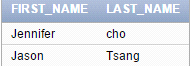 FIRST_NAME LAST_NAME
Jennifer cho
Jason Tsang